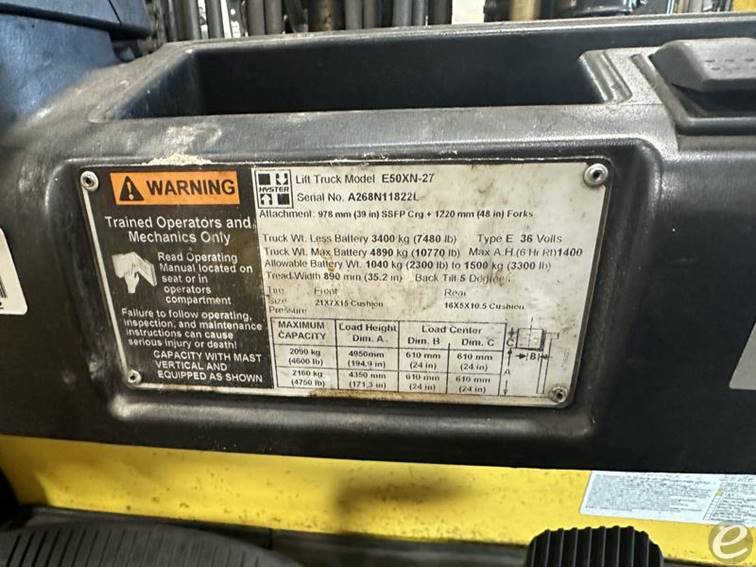 WARNING
Trained Operators and
Mechanics Only
Read Operating
Manual located on
seat or in
operators
compartment
Failure to follow operating,
inspection, and maintenance
instructions can cause
serious injury or death!
CAPACITY WITH MAST
VERTICAL AND
EQUIPPED AS SHOWN
HYSTER
Lift Truck Model E50XN-27
Serial No. A268N11822L
Attachment: 978 mm (39 in) SSFP Crg + 1220 mm (48 in) Forks
Truck Wt. Less Battery 3400 kg (7480 lb) Type E 36 Volts
Truck Wt. Max Battery 4890 kg (10770 lb) Max A.H.(6 Hr Rt)1400
Allowable Battery Wt. 1040 kg (2300 lb) to 1500 kg (3300 lb)
Tread Width 890 mm (35.2 in) Back Tilt 5 Degrees
Tire Front Rear
Size 21X7X15 Cushion 16X5X10.5 Cushion
Pressure
MAXIMUM CAPACITY Load Height Dim. A Load Center Dim. B Dim. C
2090 kg (4600 lb) 4950mm (194.9 in) 610 mm (24 in) 610 mm (24 in)
2160 kg (4750 lb) 4350 mm (171.3 in) 610 mm (24 in) 610 mm (24 in)
C
B
A
e